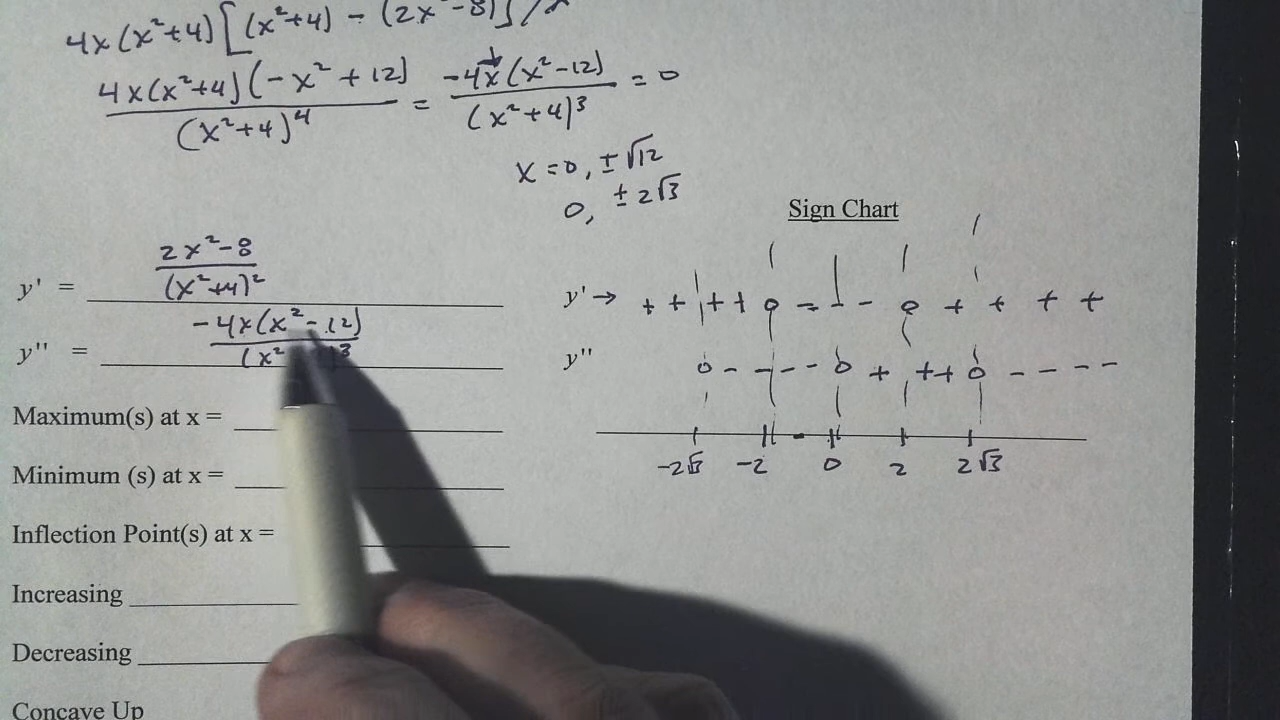 4x(x²+4)[(x²+4) - (2x²-8)]/
4x(x²+4)(-x²+12) / (x²+4)⁴ = -4x(x²-12) / (x²+4)³ = 0
x = 0, ±√12
0, ±2√3
Sign Chart
y' = 2x²-8 / (x²+4)²
y'' = -4x(x²-12) / (x² )³
Maximum(s) at x =
Minimum (s) at x =
Inflection Point(s) at x =
Increasing
Decreasing
Concave Up
y' → + + + + 0 - - - 0 + + + +
y'' 0 - - - - 0 + + + 0 - - - -
-2√3 -2 0 2 2√3